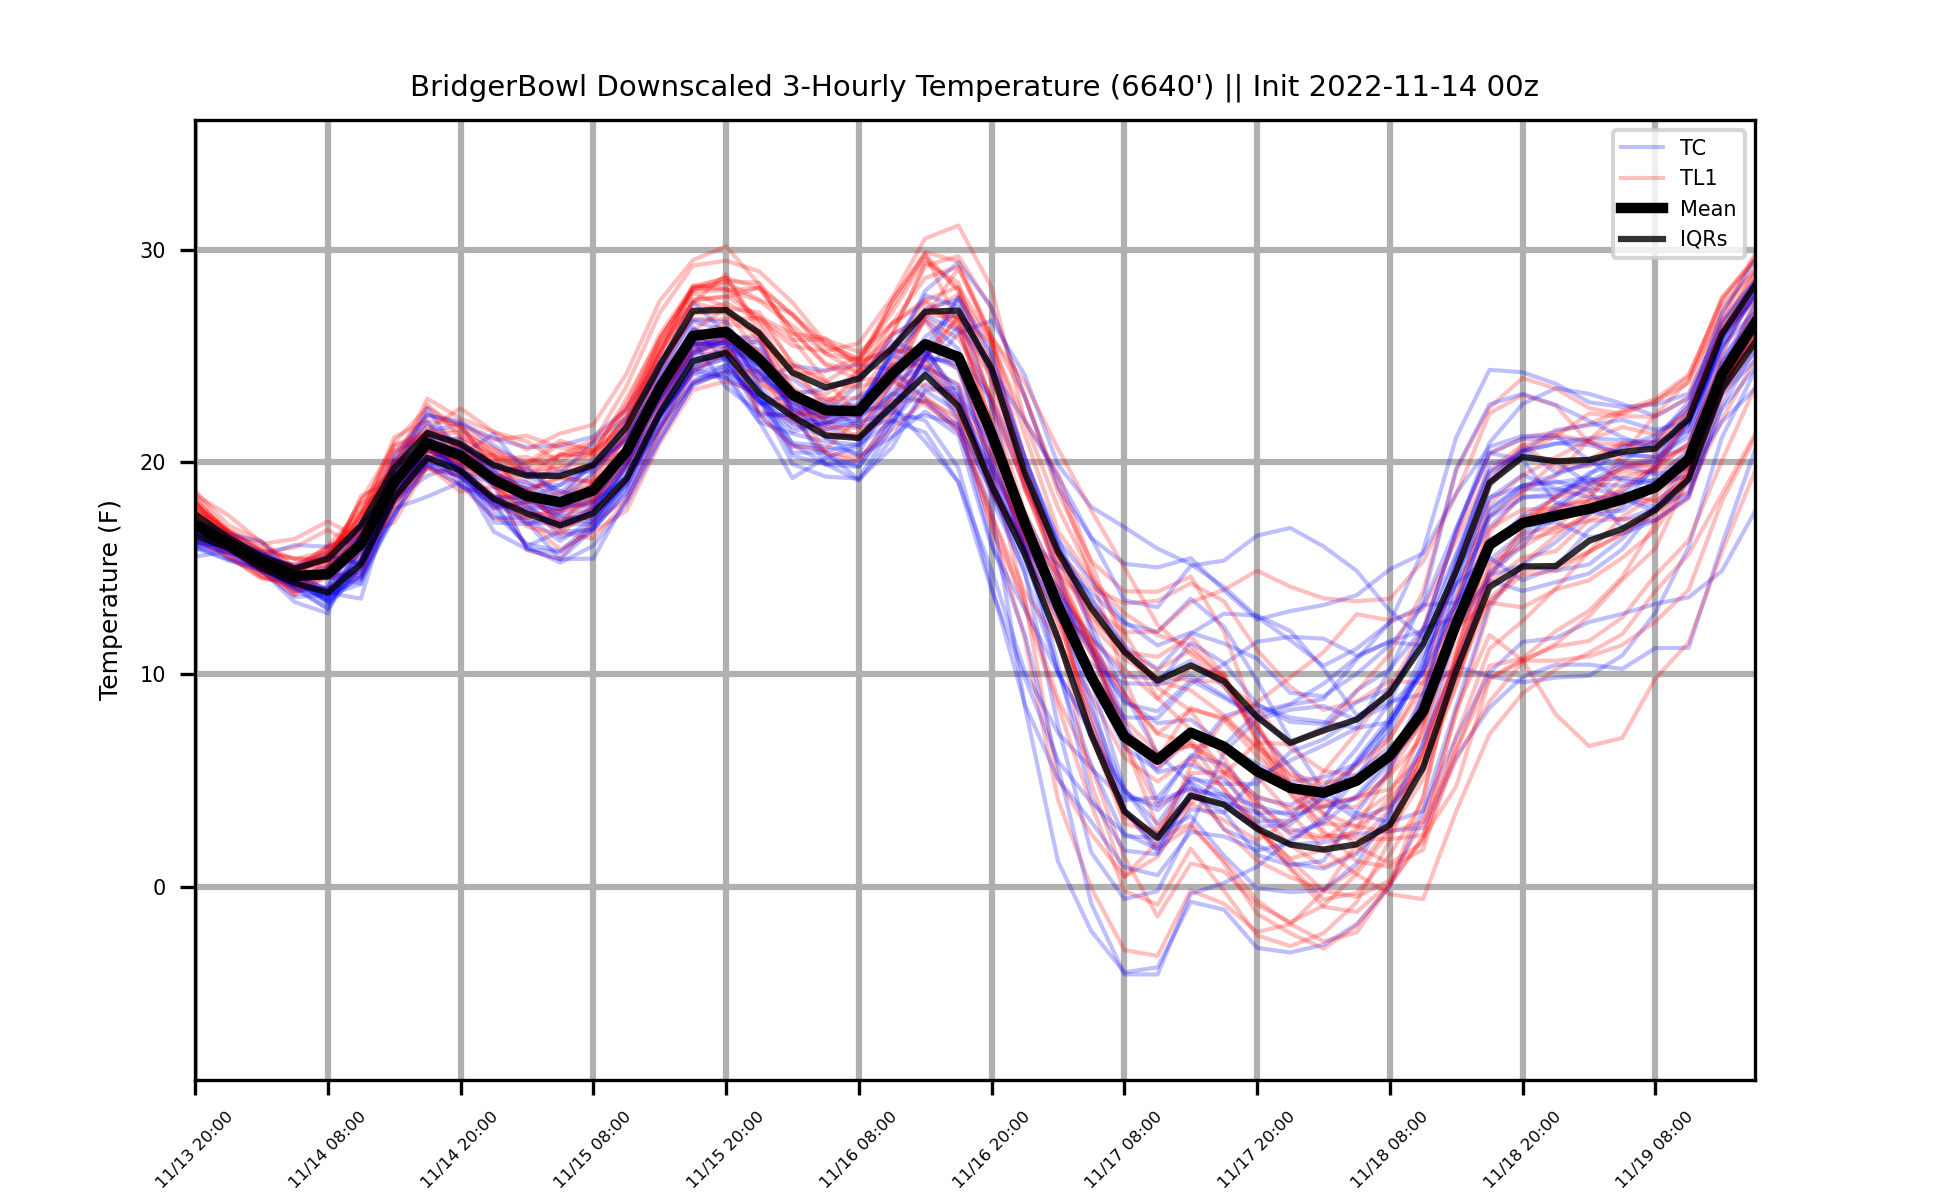 BridgerBowl Downscaled 3-Hourly Temperature (6640') || Init 2022-11-14 00z
TC
TL1
Mean
IQRs
Temperature (F)
30
20
10
0
11/13 20:00
11/14 08:00
11/14 20:00
11/15 08:00
11/15 20:00
11/16 08:00
11/16 20:00
11/17 08:00
11/17 20:00
11/18 08:00
11/18 20:00
11/19 08:00